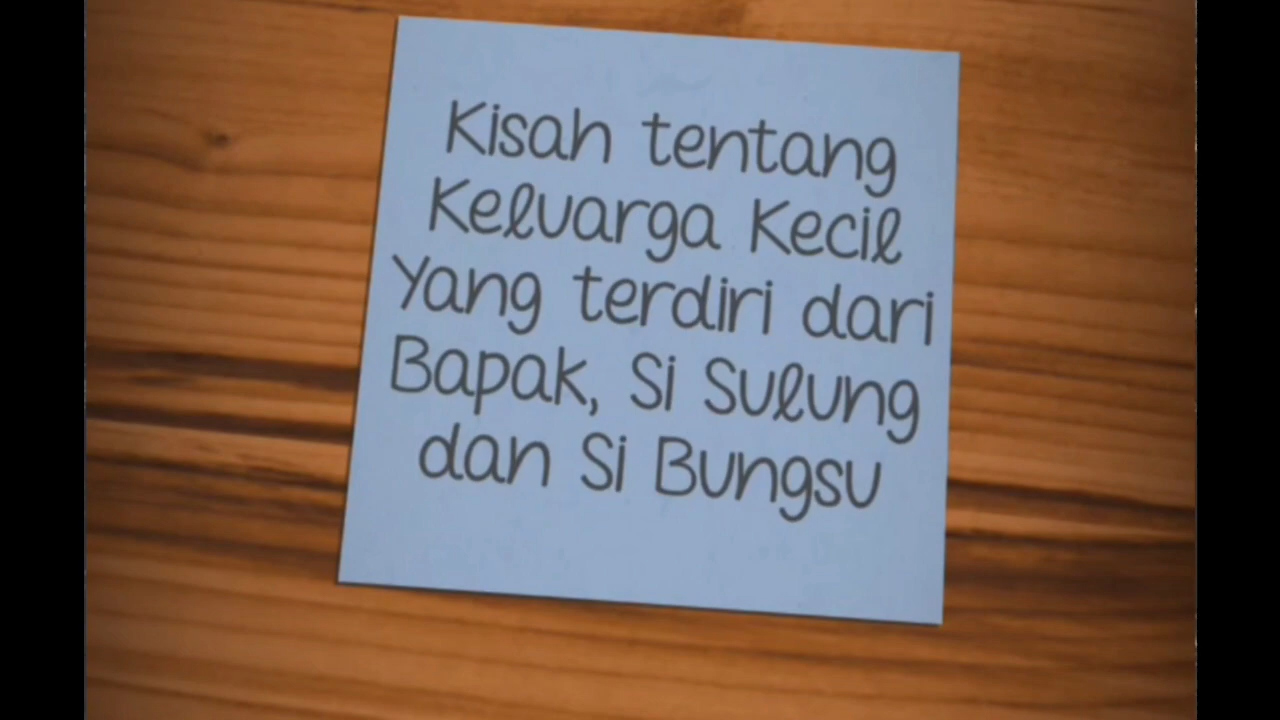 Kisah tentang
Keluarga Kecil
Yang terdiri dari
Bapak, Si Sulung
dan Si Bungsu